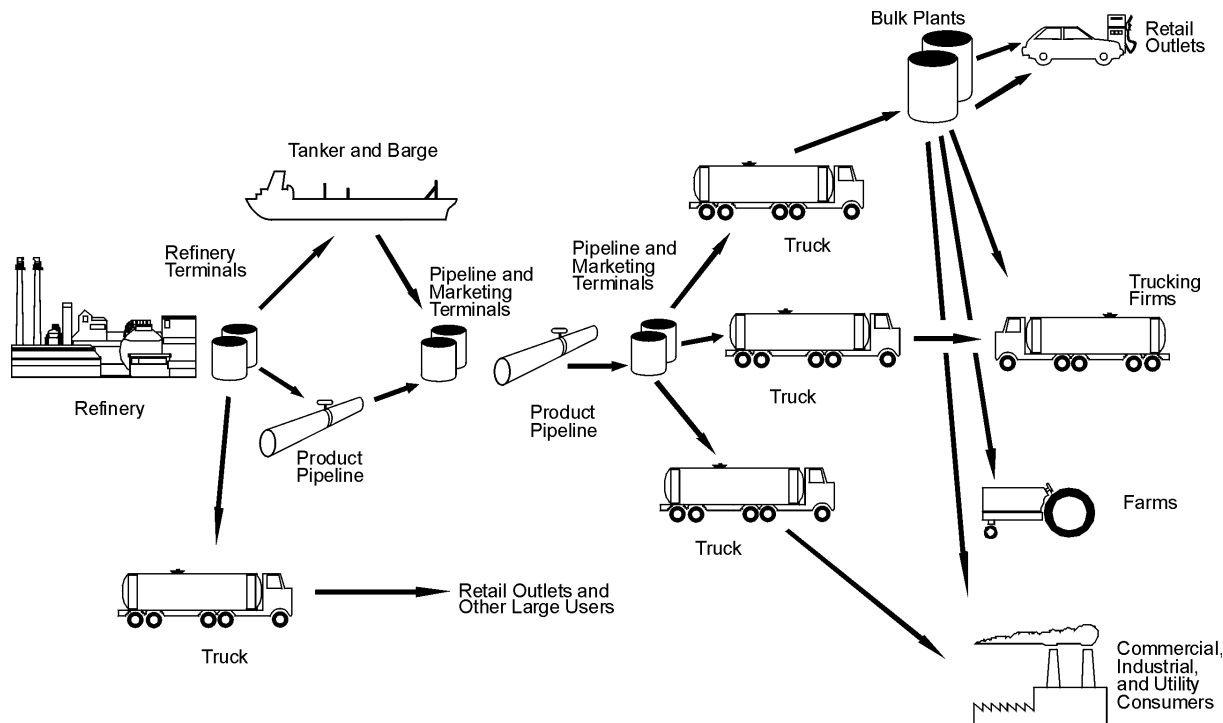 Bulk Plants
Retail
Outlets
Tanker and Barge
Refinery
Terminals
Pipeline and
Marketing
Terminals
Pipeline and
Marketing
Terminals
Truck
Trucking
Firms
Refinery
Product
Pipeline
Product
Pipeline
Truck
Truck
Farms
Retail Outlets and
Other Large Users
Truck
Commercial,
Industrial,
and Utility
Consumers